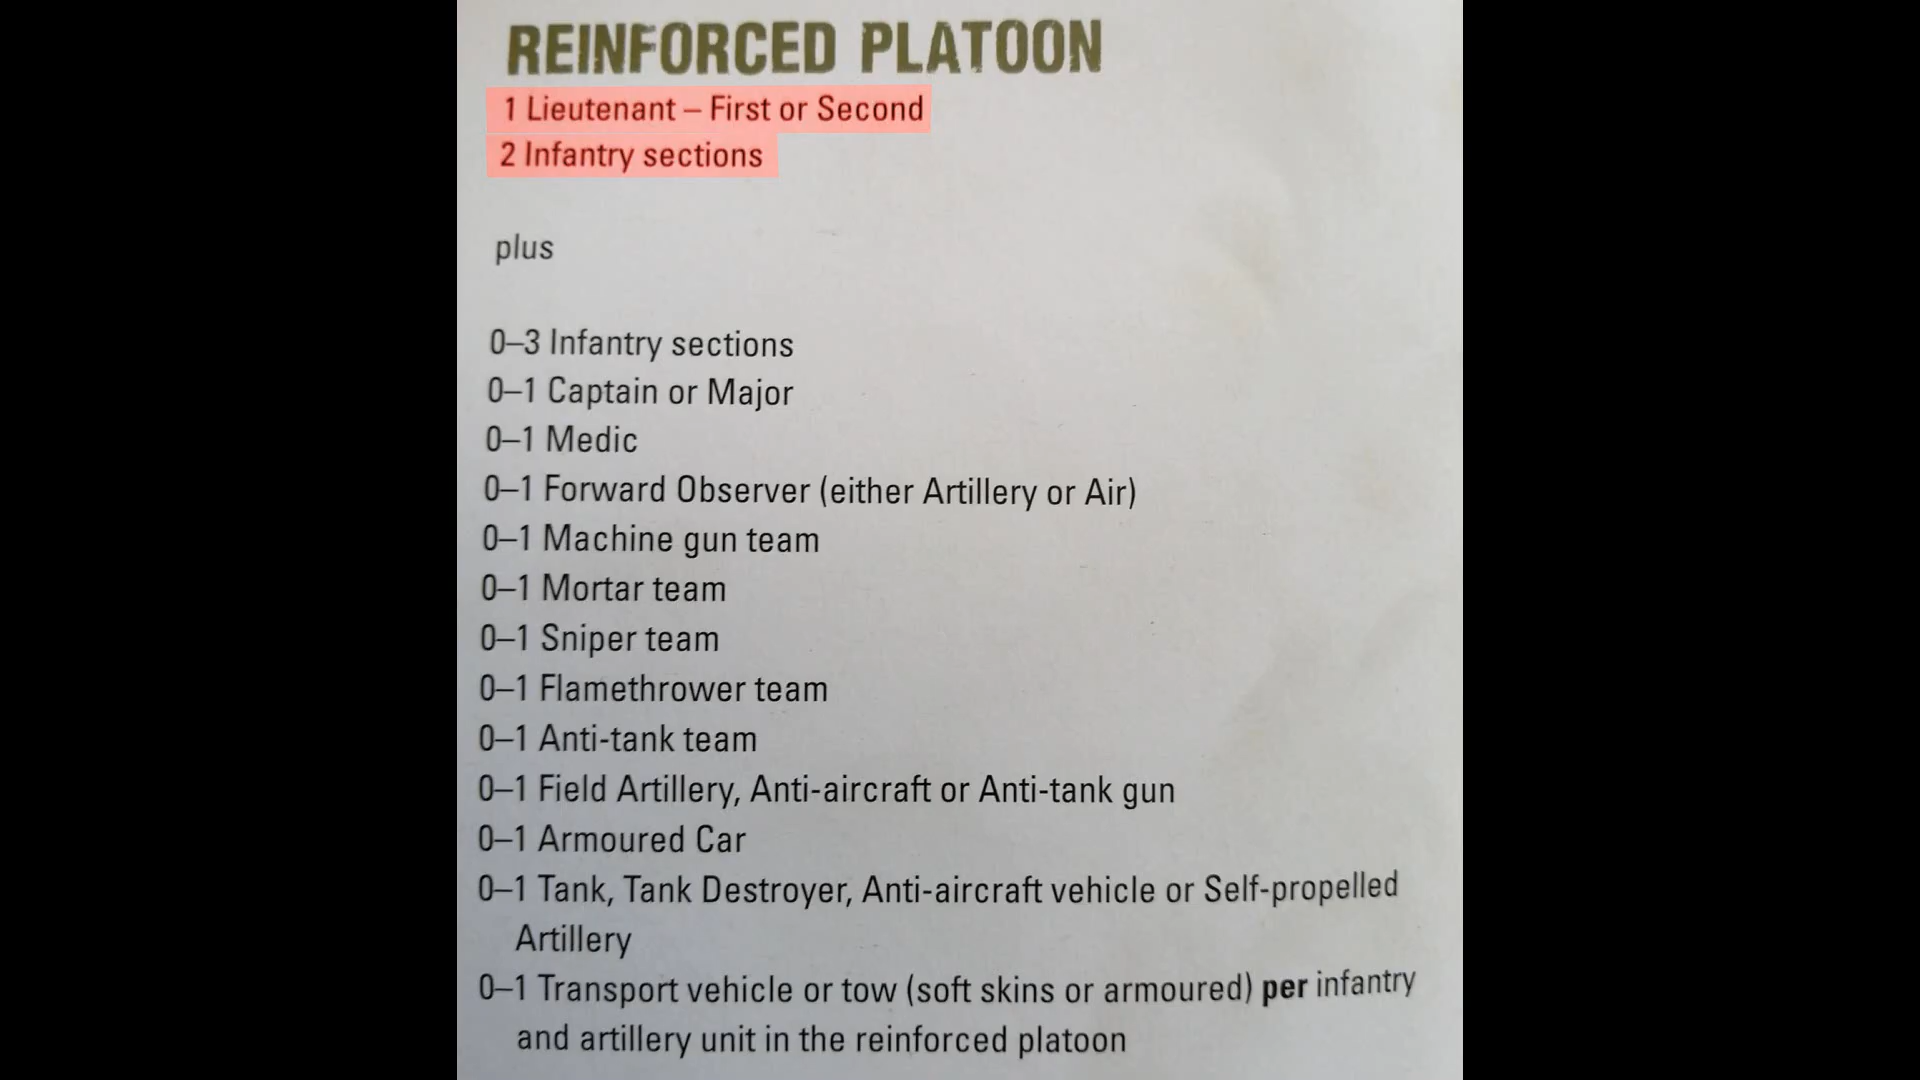 REINFORCED PLATOON
1 Lieutenant – First or Second
2 Infantry sections
plus
0–3 Infantry sections
0–1 Captain or Major
0–1 Medic
0–1 Forward Observer (either Artillery or Air)
0–1 Machine gun team
0–1 Mortar team
0–1 Sniper team
0–1 Flamethrower team
0–1 Anti-tank team
0–1 Field Artillery, Anti-aircraft or Anti-tank gun
0–1 Armoured Car
0–1 Tank, Tank Destroyer, Anti-aircraft vehicle or Self-propelled
Artillery
0–1 Transport vehicle or tow (soft skins or armoured) per infantry
and artillery unit in the reinforced platoon